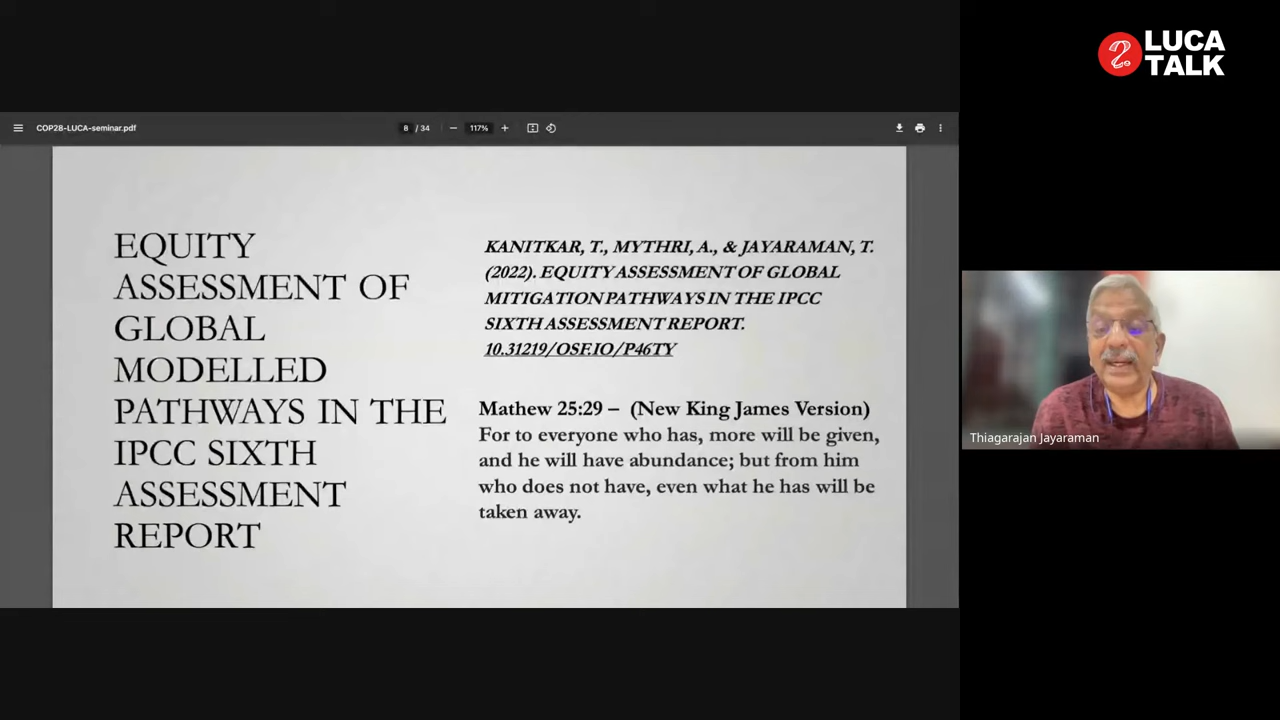 LUCA
TALK
COP28-LUCA-seminar.pdf
8 / 34
117%
EQUITY
ASSESSMENT OF
GLOBAL
MODELLED
PATHWAYS IN THE
IPCC SIXTH
ASSESSMENT
REPORT
KANITKAR, T., MYTHRI, A., & JAYARAMAN, T.
(2022). EQUITY ASSESSMENT OF GLOBAL
MITIGATION PATHWAYS IN THE IPCC
SIXTH ASSESSMENT REPORT.
10.31219/OSF.IO/P46TY
Mathew 25:29 – (New King James Version)
For to everyone who has, more will be given,
and he will have abundance; but from him
who does not have, even what he has will be
taken away.
Thiagarajan Jayaraman